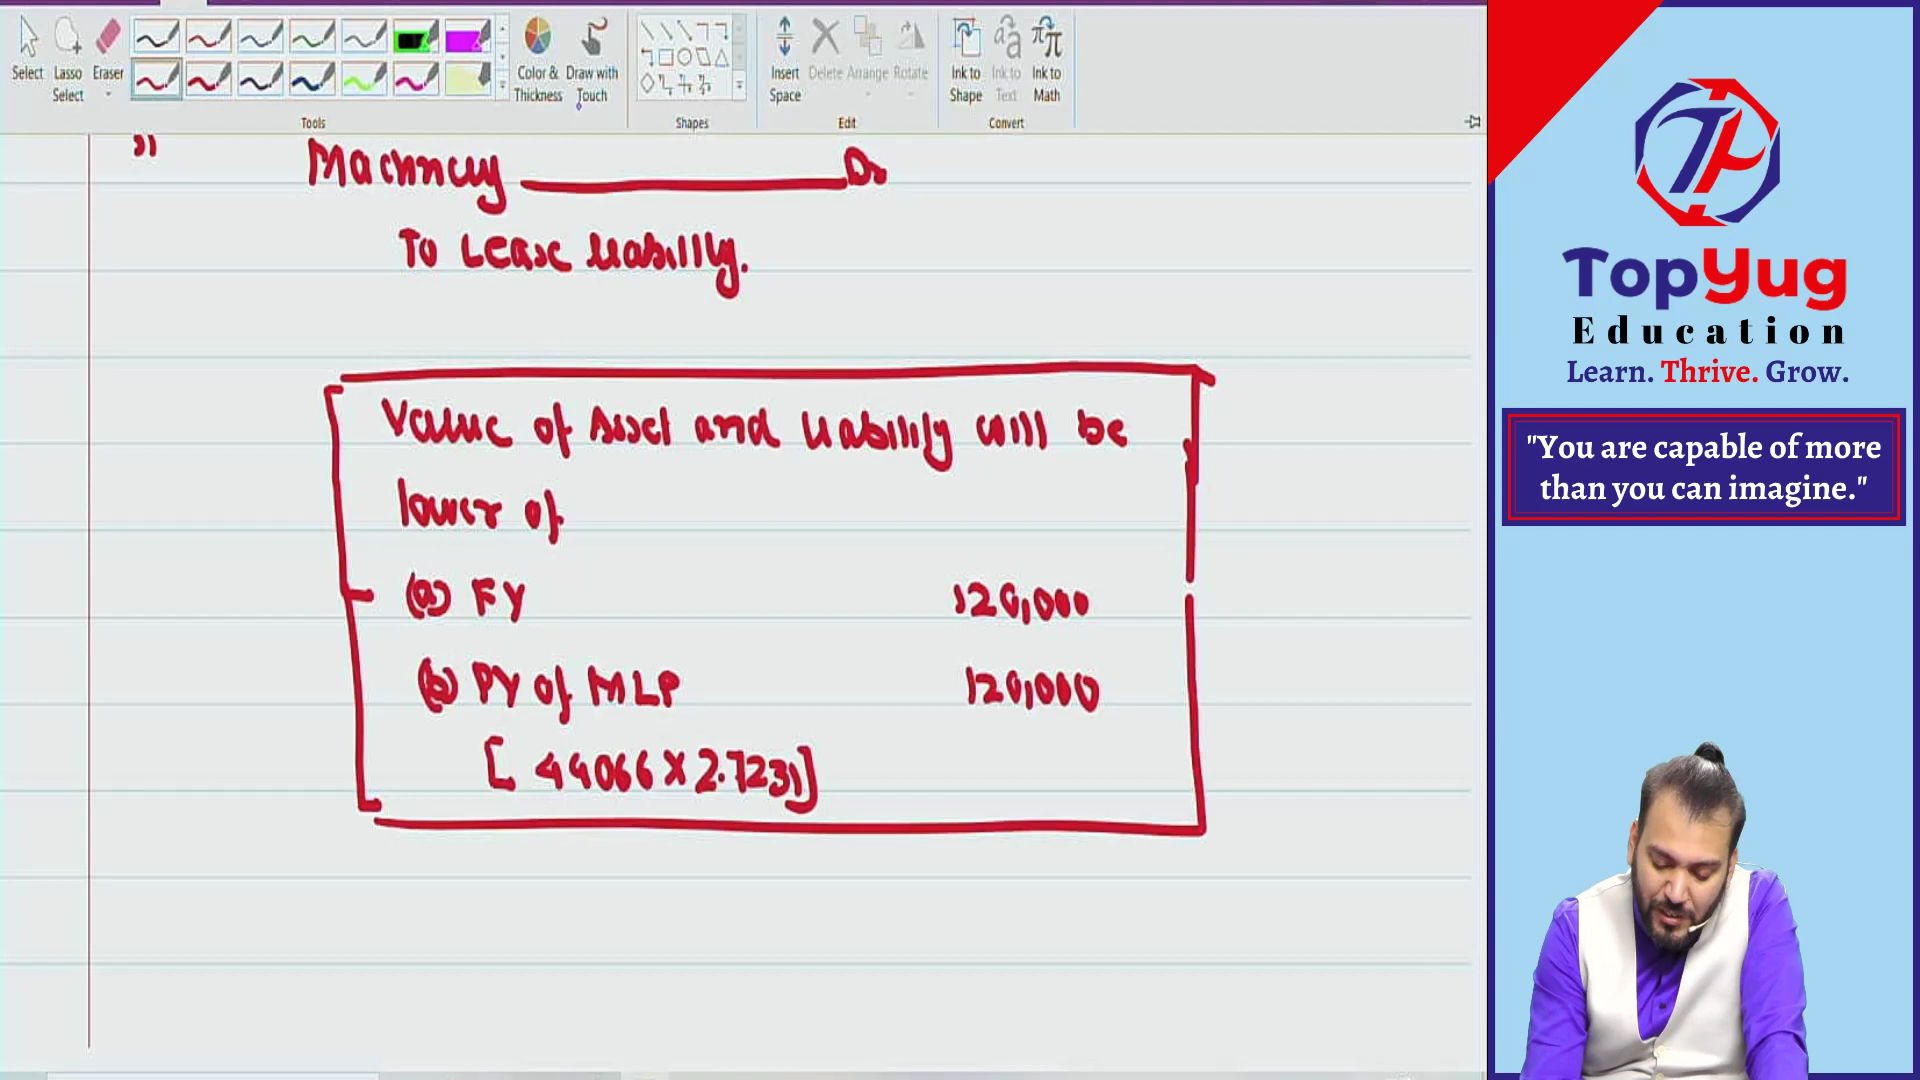 Select
Lasso Select
Eraser
Color & Thickness
Draw with Touch
Insert Space
Delete
Arrange
Rotate
Ink to Shape
Ink to Text
Ink to Math
Tools
Shapes
Edit
Convert
" Machinery Dr
To Lease liability.
Value of Asset and liability will be
lower of
(a) FV 120,000
(b) PV of MLP 120,000
[44066 X 2.7231]
TopYug
Education
Learn. Thrive. Grow.
"You are capable of more
than you can imagine."